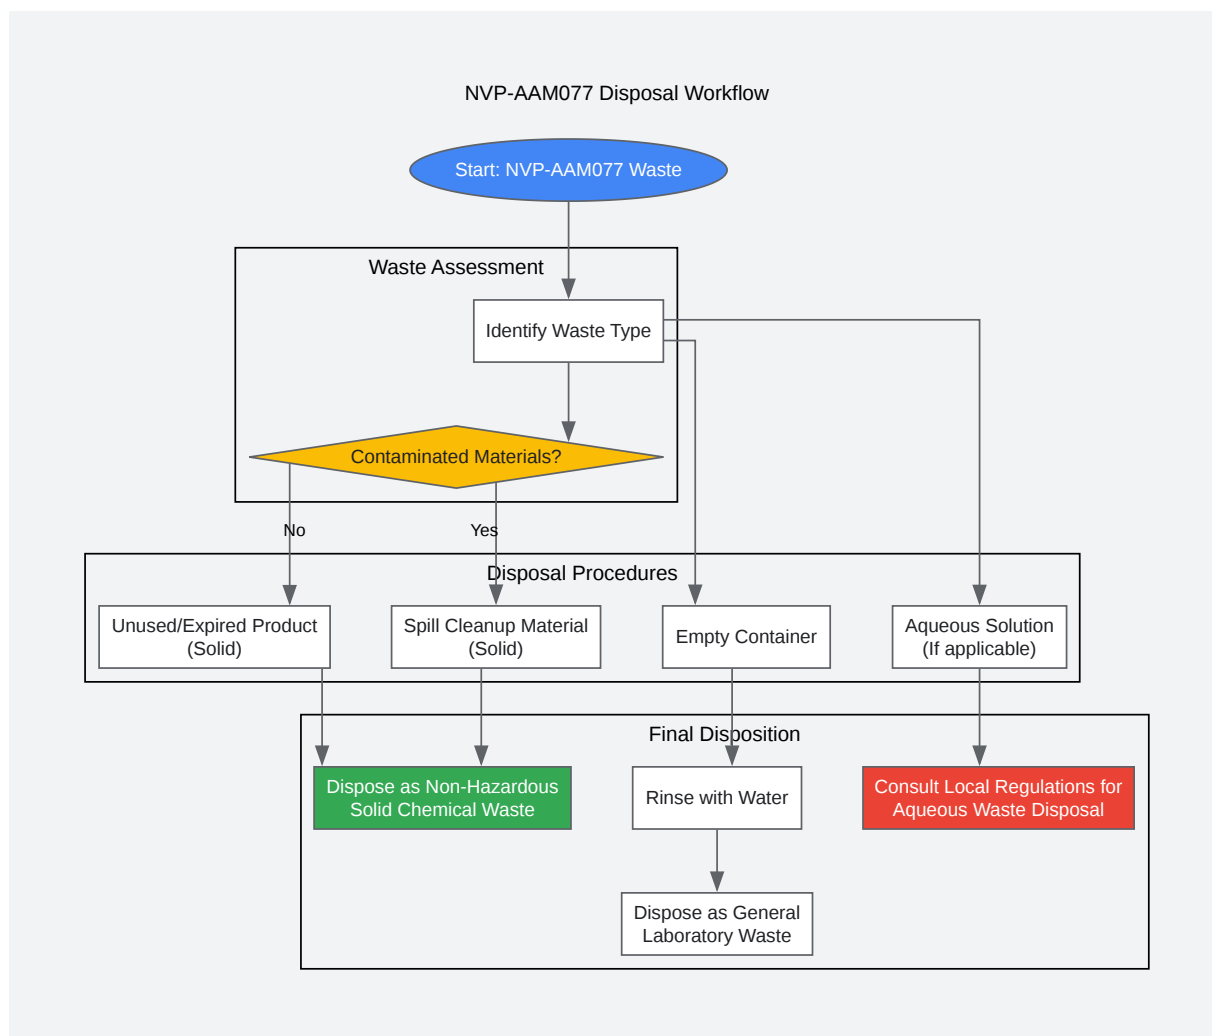 NVP-AAM077 Disposal Workflow
Start: NVP-AAM077 Waste
Waste Assessment
Identify Waste Type
Contaminated Materials?
No
Yes
Disposal Procedures
Unused/Expired Product
(Solid)
Spill Cleanup Material
(Solid)
Empty Container
Aqueous Solution
(If applicable)
Final Disposition
Dispose as Non-Hazardous
Solid Chemical Waste
Rinse with Water
Consult Local Regulations for
Aqueous Waste Disposal
Dispose as General
Laboratory Waste